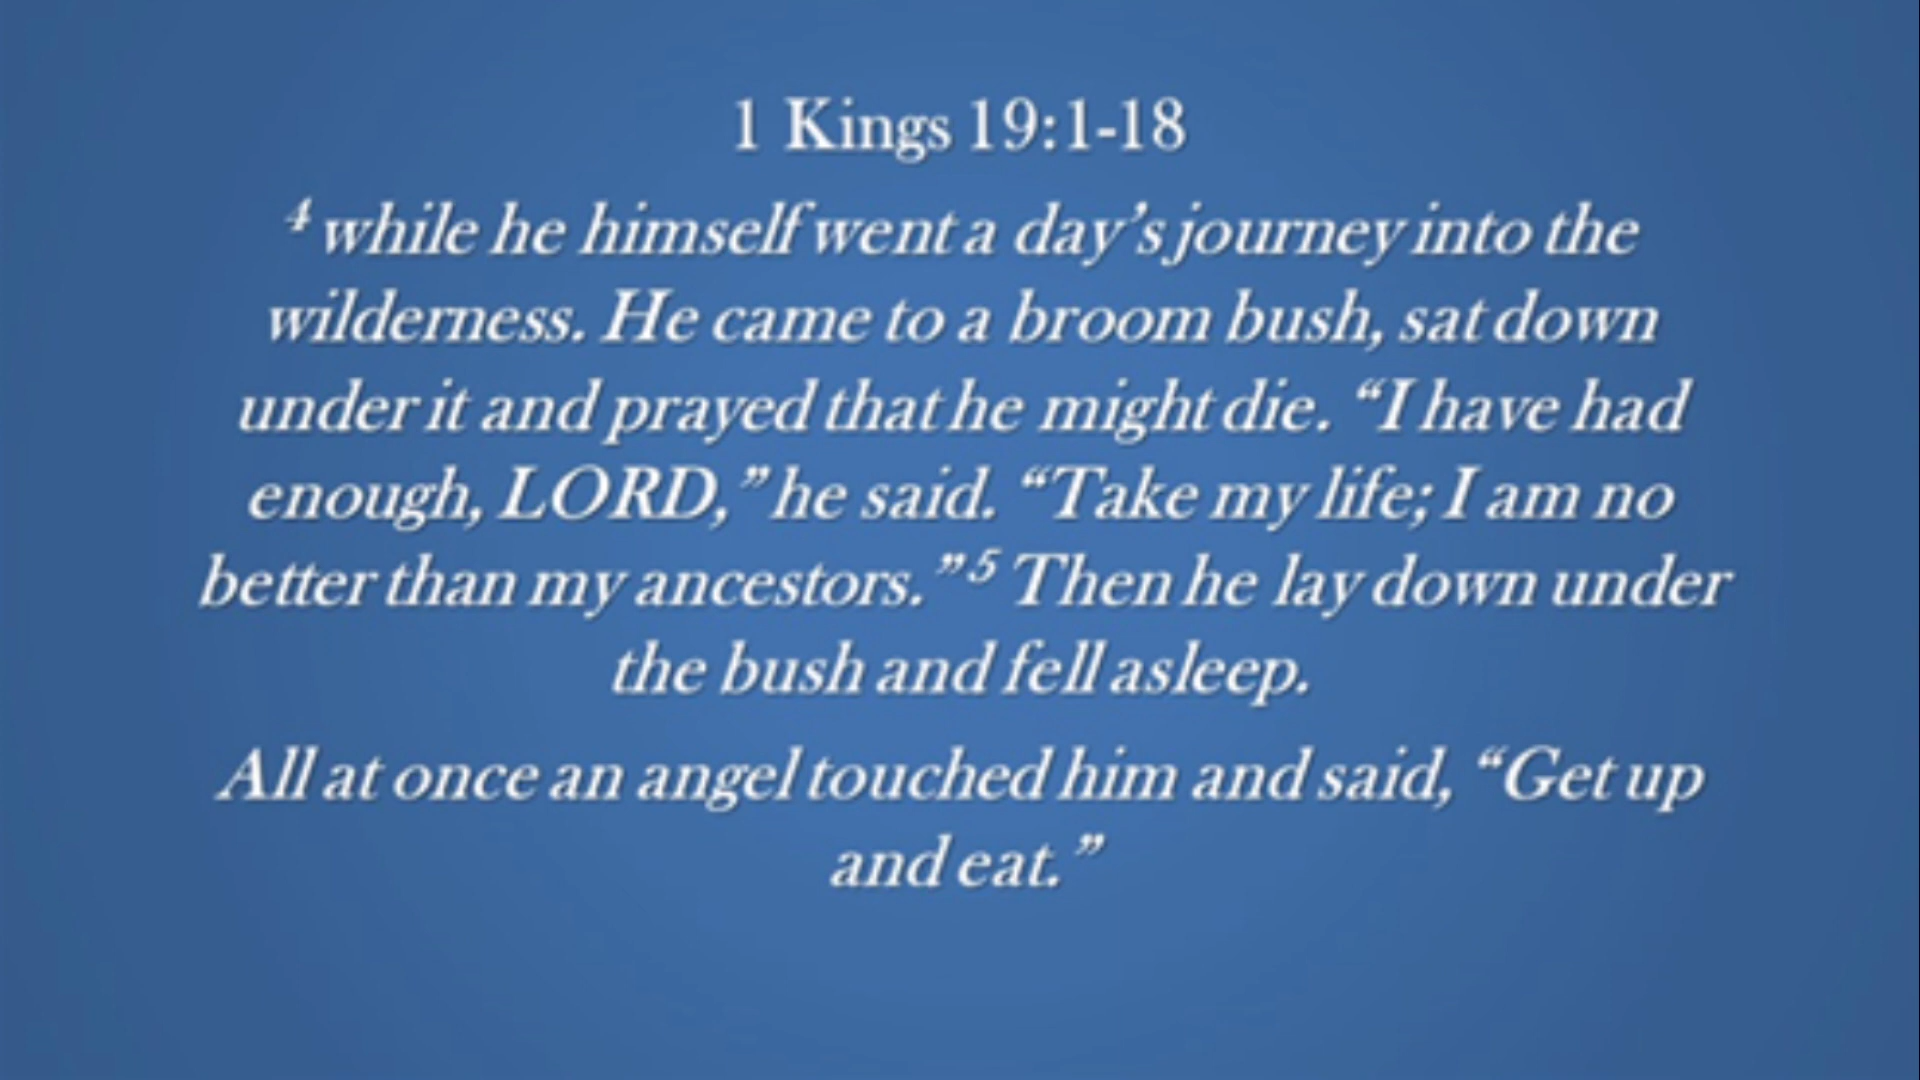 1 Kings 19:1-18
⁴ while he himself went a day’s journey into the
wilderness. He came to a broom bush, sat down
under it and prayed that he might die. “I have had
enough, LORD,” he said. “Take my life; I am no
better than my ancestors.” ⁵ Then he lay down under
the bush and fell asleep.
All at once an angel touched him and said, “Get up
and eat.”